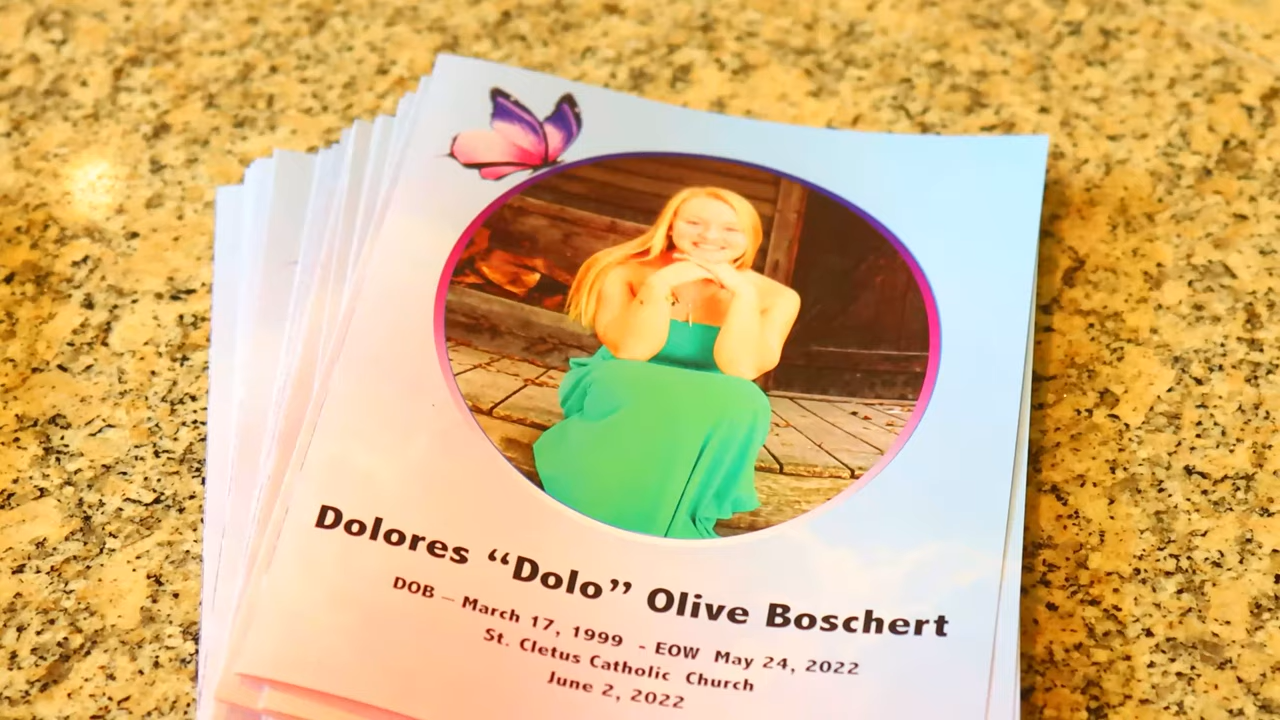 Dolores “Dolo” Olive Boschert
DOB – March 17, 1999 - EOW May 24, 2022
St. Cletus Catholic Church
June 2, 2022